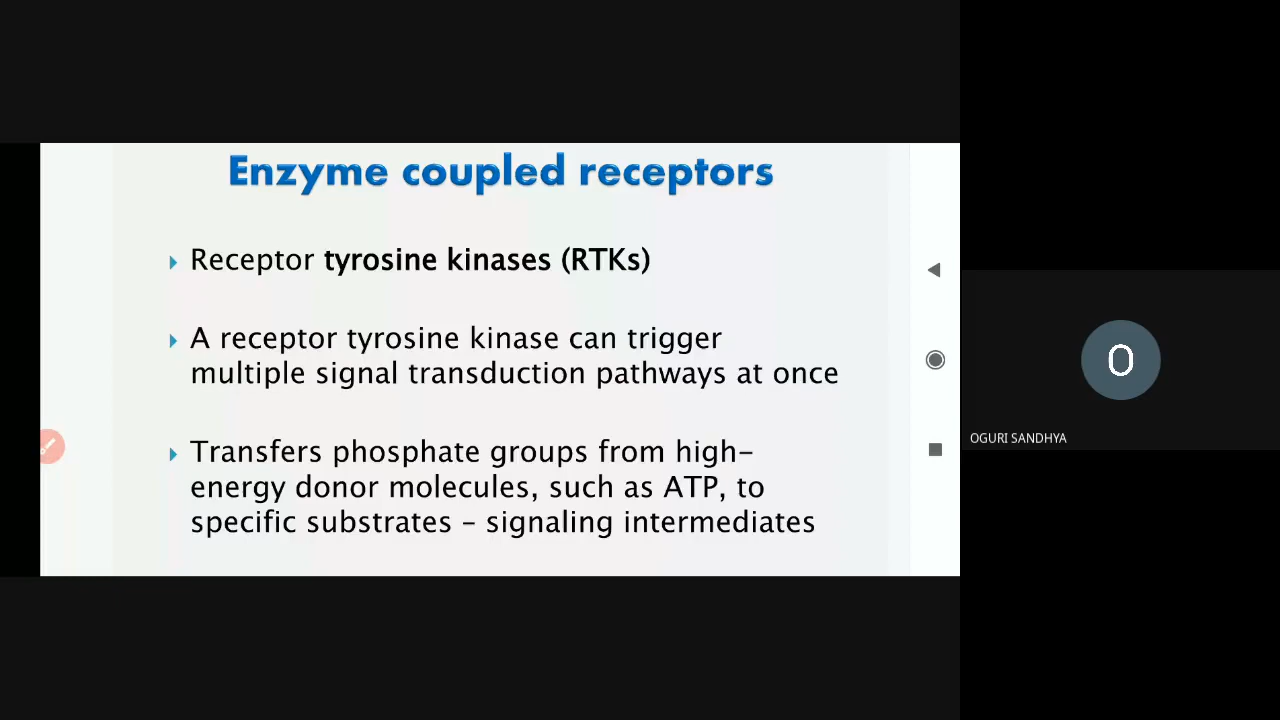 Enzyme coupled receptors
Receptor tyrosine kinases (RTKs)
A receptor tyrosine kinase can trigger
multiple signal transduction pathways at once
Transfers phosphate groups from high-
energy donor molecules, such as ATP, to
specific substrates – signaling intermediates
O
OGURI SANDHYA